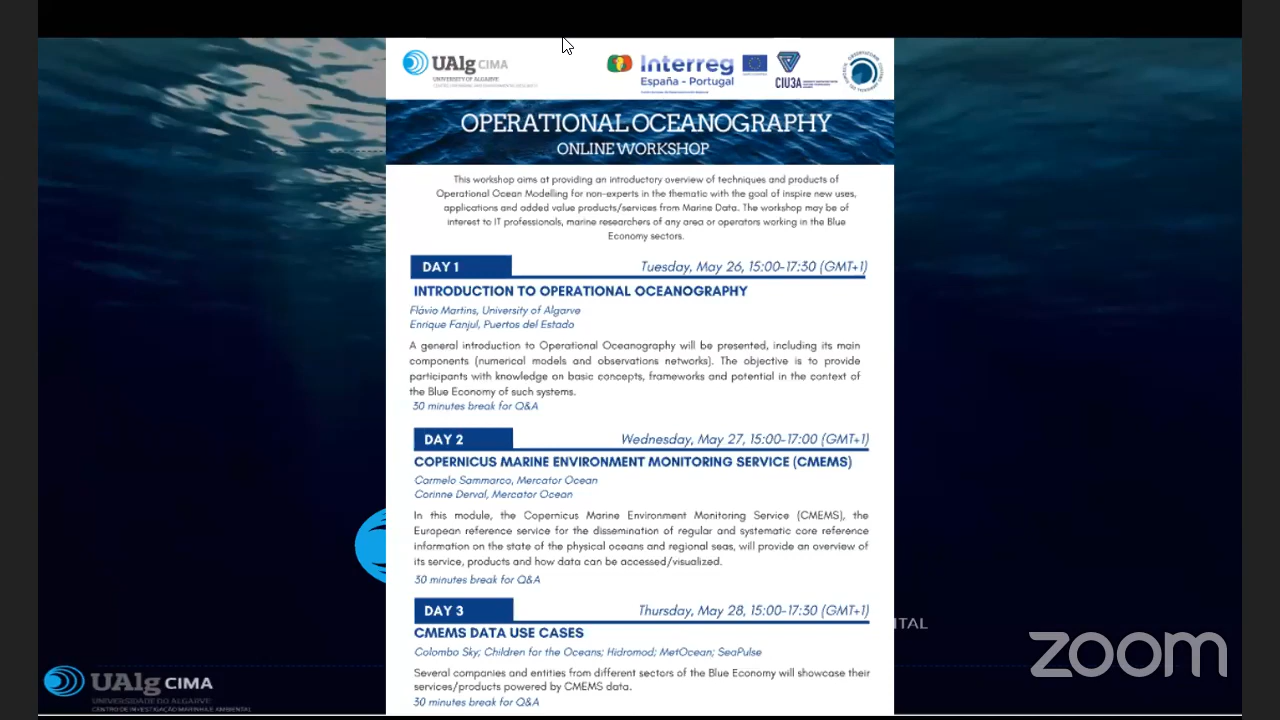 UAlg CIMA
UNIVERSITY OF ALGARVE
Interreg
España - Portugal
CIU3A
OPERATIONAL OCEANOGRAPHY
ONLINE WORKSHOP
This workshop aims at providing an introductory overview of techniques and products of
Operational Ocean Modelling for non-experts in the thematic with the goal of inspire new uses,
applications and added value products/services from Marine Data. The workshop may be of
interest to IT professionals, marine researchers of any area or operators working in the Blue
Economy sectors.
DAY 1
Tuesday, May 26, 15:00-17:30 (GMT+1)
INTRODUCTION TO OPERATIONAL OCEANOGRAPHY
Flávio Martins, University of Algarve
Enrique Fanjul, Puertos del Estado
A general introduction to Operational Oceanography will be presented, including its main
components (numerical models and observations networks). The objective is to provide
participants with knowledge on basic concepts, frameworks and potential in the context of
the Blue Economy of such systems.
30 minutes break for Q&A
DAY 2
Wednesday, May 27, 15:00-17:00 (GMT+1)
COPERNICUS MARINE ENVIRONMENT MONITORING SERVICE (CMEMS)
Carmelo Sammarco, Mercator Ocean
Corinne Derval, Mercator Ocean
In this module, the Copernicus Marine Environment Monitoring Service (CMEMS), the
European reference service for the dissemination of regular and systematic core reference
information on the state of the physical oceans and regional seas, will provide an overview of
its service, products and how data can be accessed/visualized.
30 minutes break for Q&A
DAY 3
Thursday, May 28, 15:00-17:30 (GMT+1)
CMEMS DATA USE CASES
Colombo Sky; Children for the Oceans; Hidromod; MetOcean; SeaPulse
Several companies and entities from different sectors of the Blue Economy will showcase their
services/products powered by CMEMS data.
30 minutes break for Q&A
ITAL
zoom
UAlg CIMA
UNIVERSIDADE DO ALGARVE
CENTRO DE INVESTIGAÇÃO MARINHA E AMBIENTAL